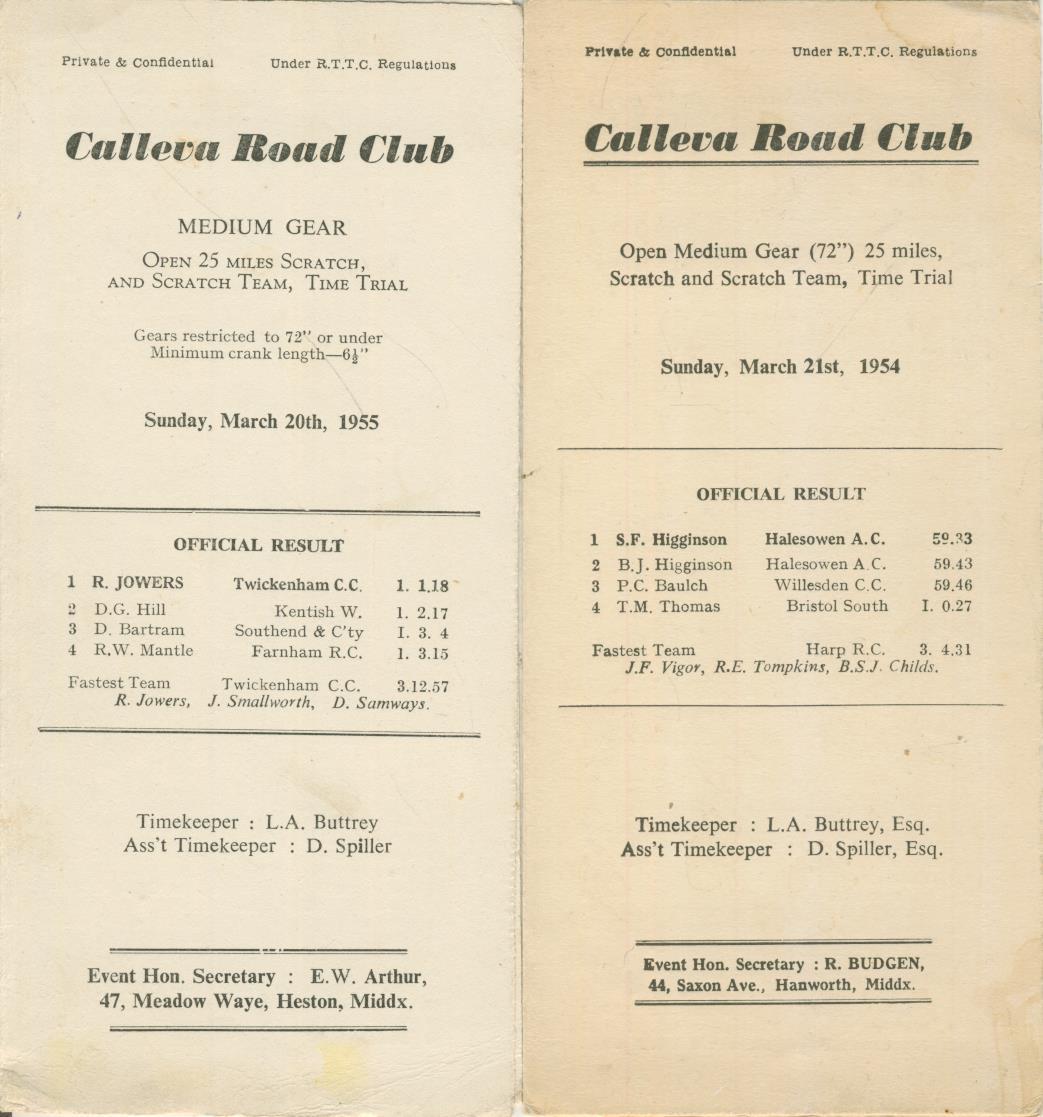 Private & Confidential Under R.T.T.C. Regulations
Calleva Road Club
MEDIUM GEAR
OPEN 25 MILES SCRATCH,
AND SCRATCH TEAM, TIME TRIAL
Gears restricted to 72" or under
Minimum crank length—6½"
Sunday, March 20th, 1955
OFFICIAL RESULT
1 R. JOWERS Twickenham C.C. 1. 1.18
2 D.G. Hill Kentish W. 1. 2.17
3 D. Bartram Southend & C'ty I. 3. 4
4 R.W. Mantle Farnham R.C. 1. 3.15
Fastest Team Twickenham C.C. 3.12.57
R. Jowers, J. Smallworth, D. Samways.
Timekeeper : L.A. Buttrey
Ass't Timekeeper : D. Spiller
Event Hon. Secretary : E.W. Arthur,
47, Meadow Waye, Heston, Middx.
Private & Confidential Under R.T.T.C. Regulations
Calleva Road Club
Open Medium Gear (72") 25 miles,
Scratch and Scratch Team, Time Trial
Sunday, March 21st, 1954
OFFICIAL RESULT
1 S.F. Higginson Halesowen A.C. 59.33
2 B.J. Higginson Halesowen A.C. 59.43
3 P.C. Baulch Willesden C.C. 59.46
4 T.M. Thomas Bristol South I. 0.27
Fastest Team Harp R.C. 3. 4.31
J.F. Vigor, R.E. Tompkins, B.S.J. Childs.
Timekeeper : L.A. Buttrey, Esq.
Ass't Timekeeper : D. Spiller, Esq.
Event Hon. Secretary : R. BUDGEN,
44, Saxon Ave., Hanworth, Middx.